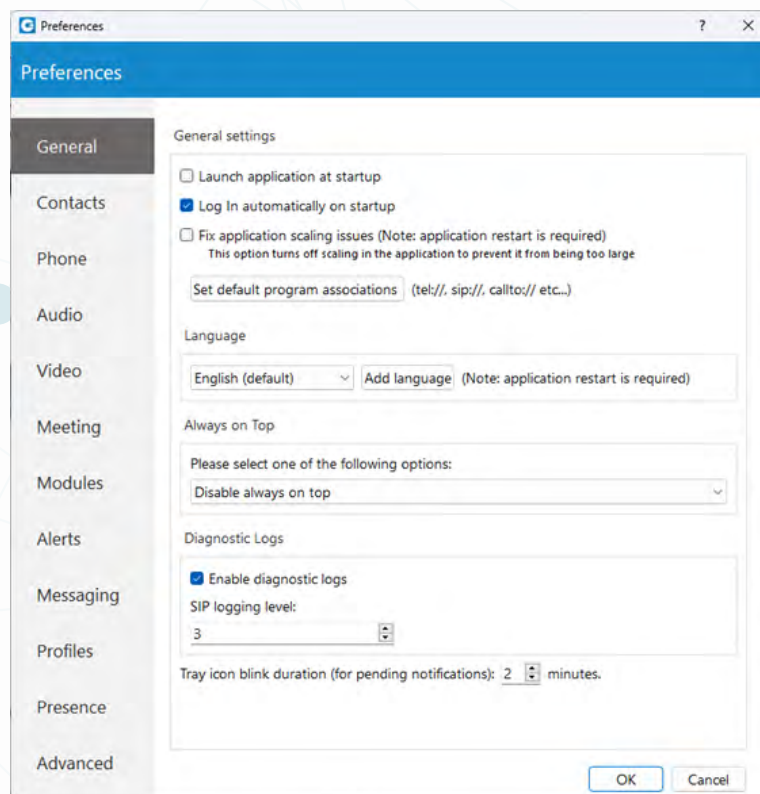 Preferences
Preferences
General
Contacts
Phone
Audio
Video
Meeting
Modules
Alerts
Messaging
Profiles
Presence
Advanced
General settings
Launch application at startup
Log In automatically on startup
Fix application scaling issues (Note: application restart is required)
This option turns off scaling in the application to prevent it from being too large
Set default program associations (tel://, sip://, callto:// etc...)
Language
English (default) Add language (Note: application restart is required)
Always on Top
Please select one of the following options:
Disable always on top
Diagnostic Logs
Enable diagnostic logs
SIP logging level:
3
Tray icon blink duration (for pending notifications): 2 minutes.
OK Cancel